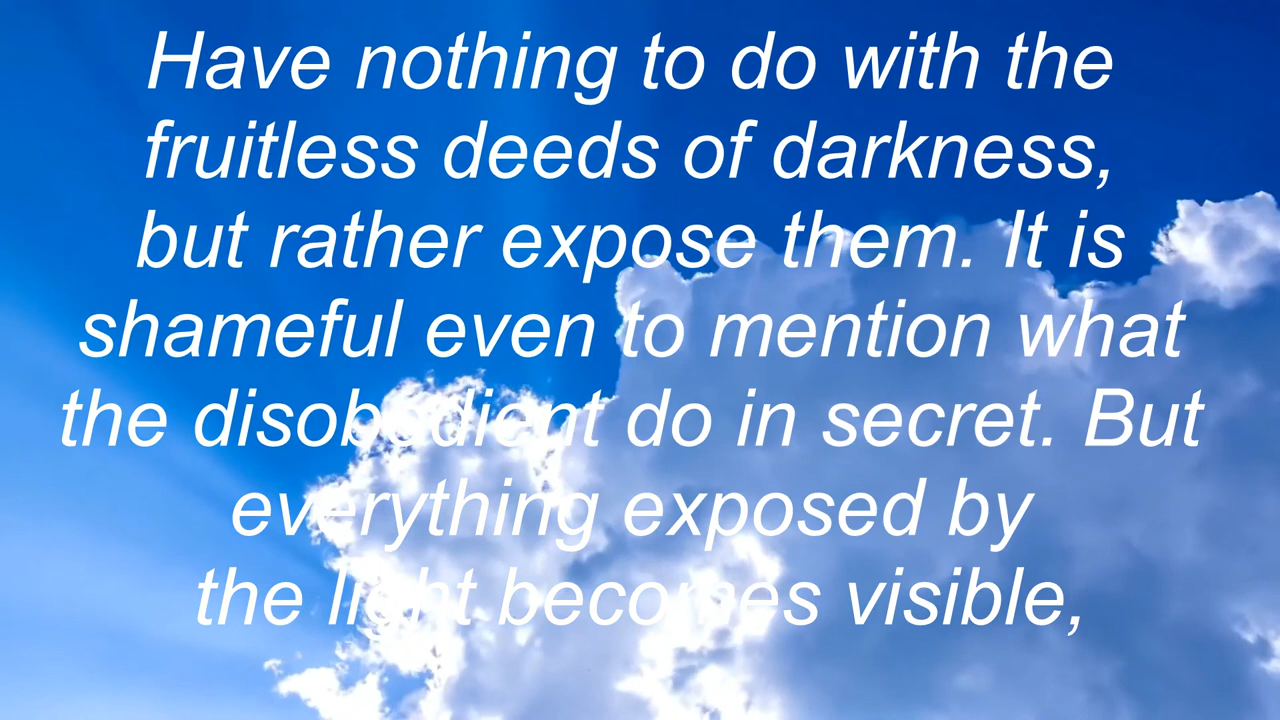 Have nothing to do with the
fruitless deeds of darkness,
but rather expose them. It is
shameful even to mention what
the disobedient do in secret. But
everything exposed by
the light becomes visible,